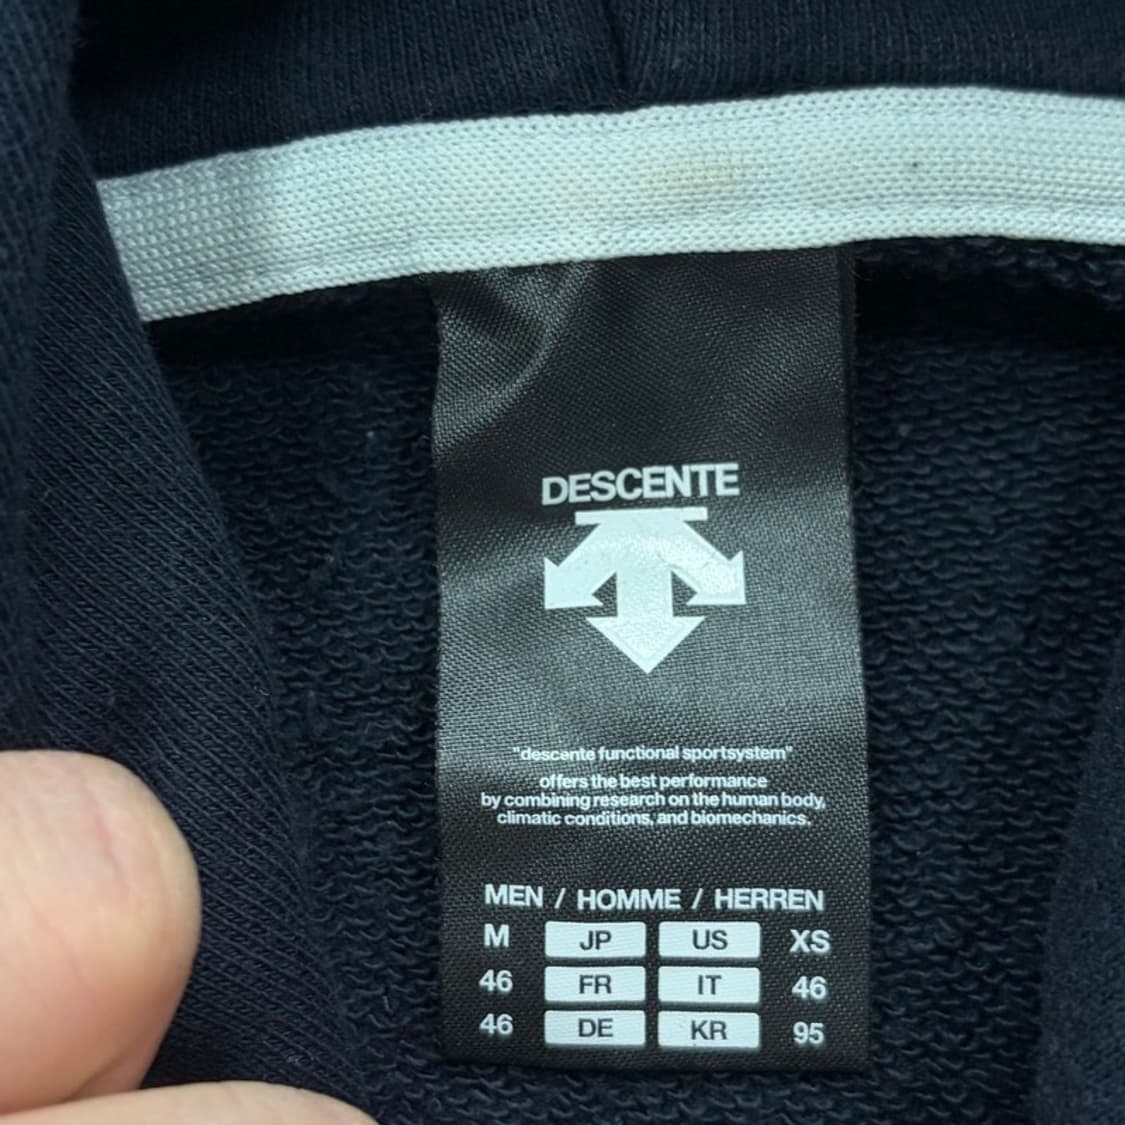 DESCENTE
"descente functional sportsystem"
offers the best performance
by combining research on the human body,
climatic conditions, and biomechanics.
MEN / HOMME / HERREN
M JP US XS
46 FR IT 46
46 DE KR 95